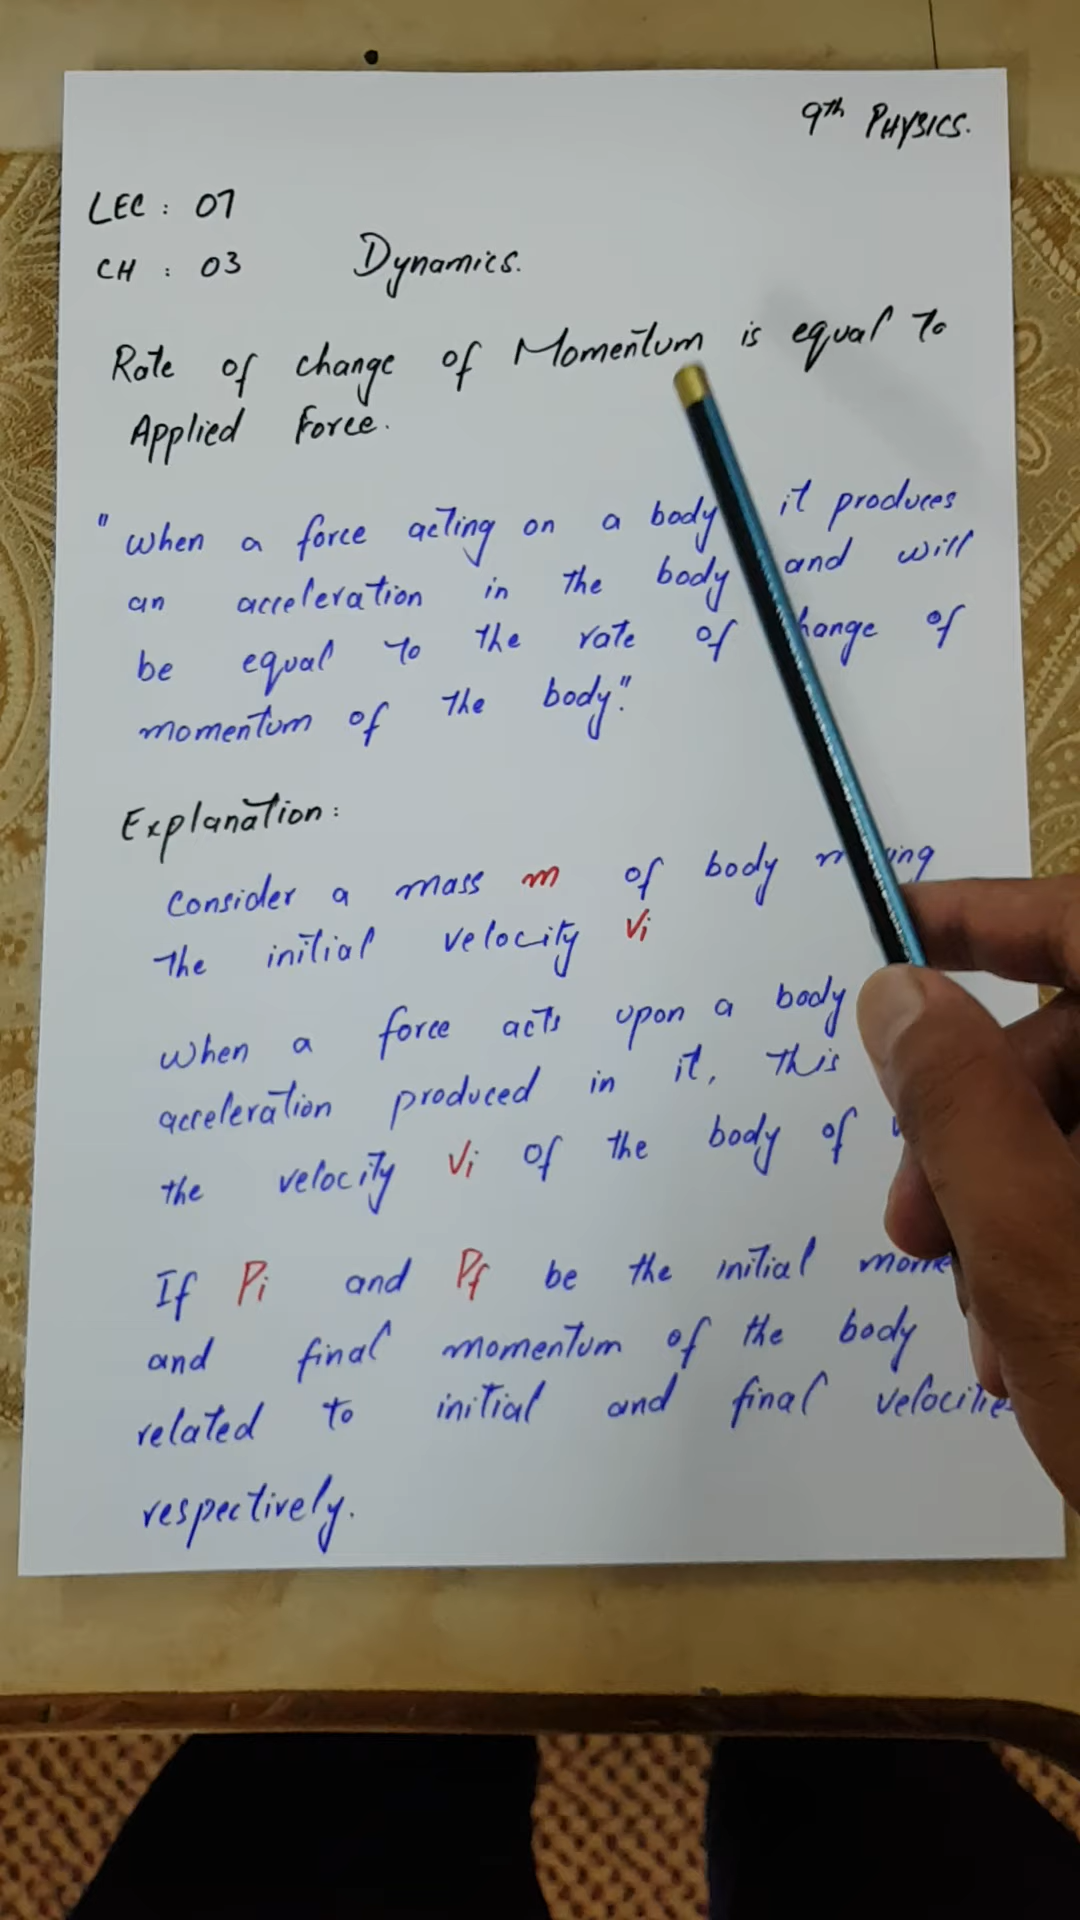 9th PHYSICS.
LEC : 07
CH : 03 Dynamics.
Rate of change of Momentum is equal To
Applied Force.
"When a force acting on a body it produces
an acceleration in the body and will
be equal to the rate of change of
momentum of the body".
Explanation:
Consider a mass m of body
The initial velocity Vi
When a force acts upon a body
acceleration produced in it, This
the velocity Vi of the body of
If Pi and Pf be the initial
and final momentum of the body
related to initial and final velocities
respectively.